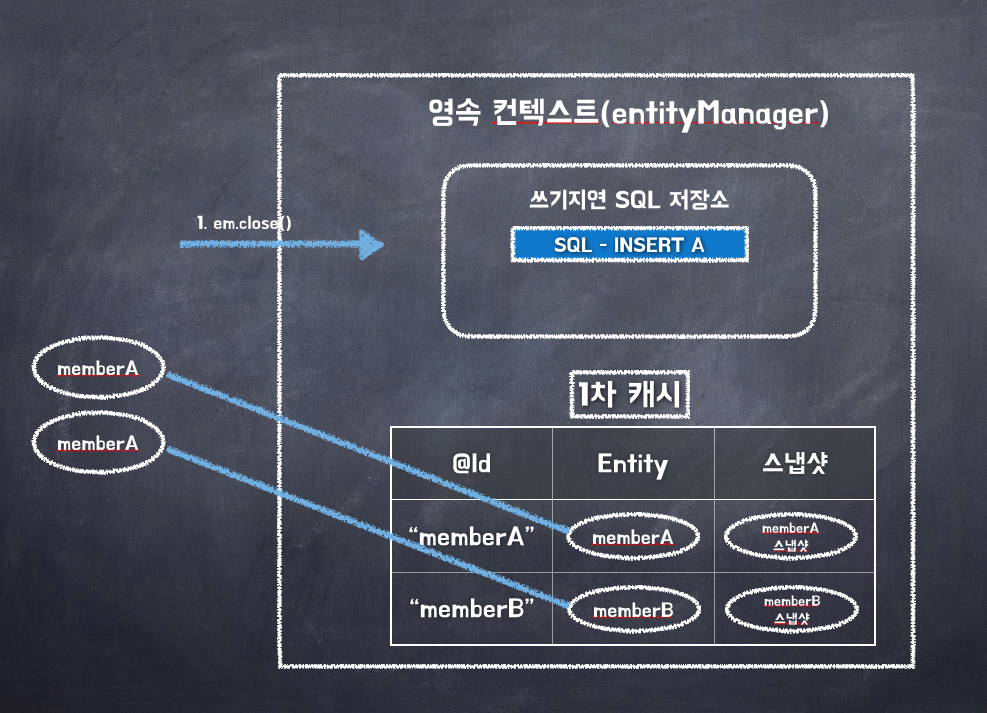 영속 컨텍스트(entityManager)
쓰기지연 SQL 저장소
1. em.close()
SQL - INSERT A
memberA
memberA
1차 캐시
@Id Entity 스냅샷
“memberA” memberA memberA
스냅샷
“memberB” memberB memberB
스냅샷